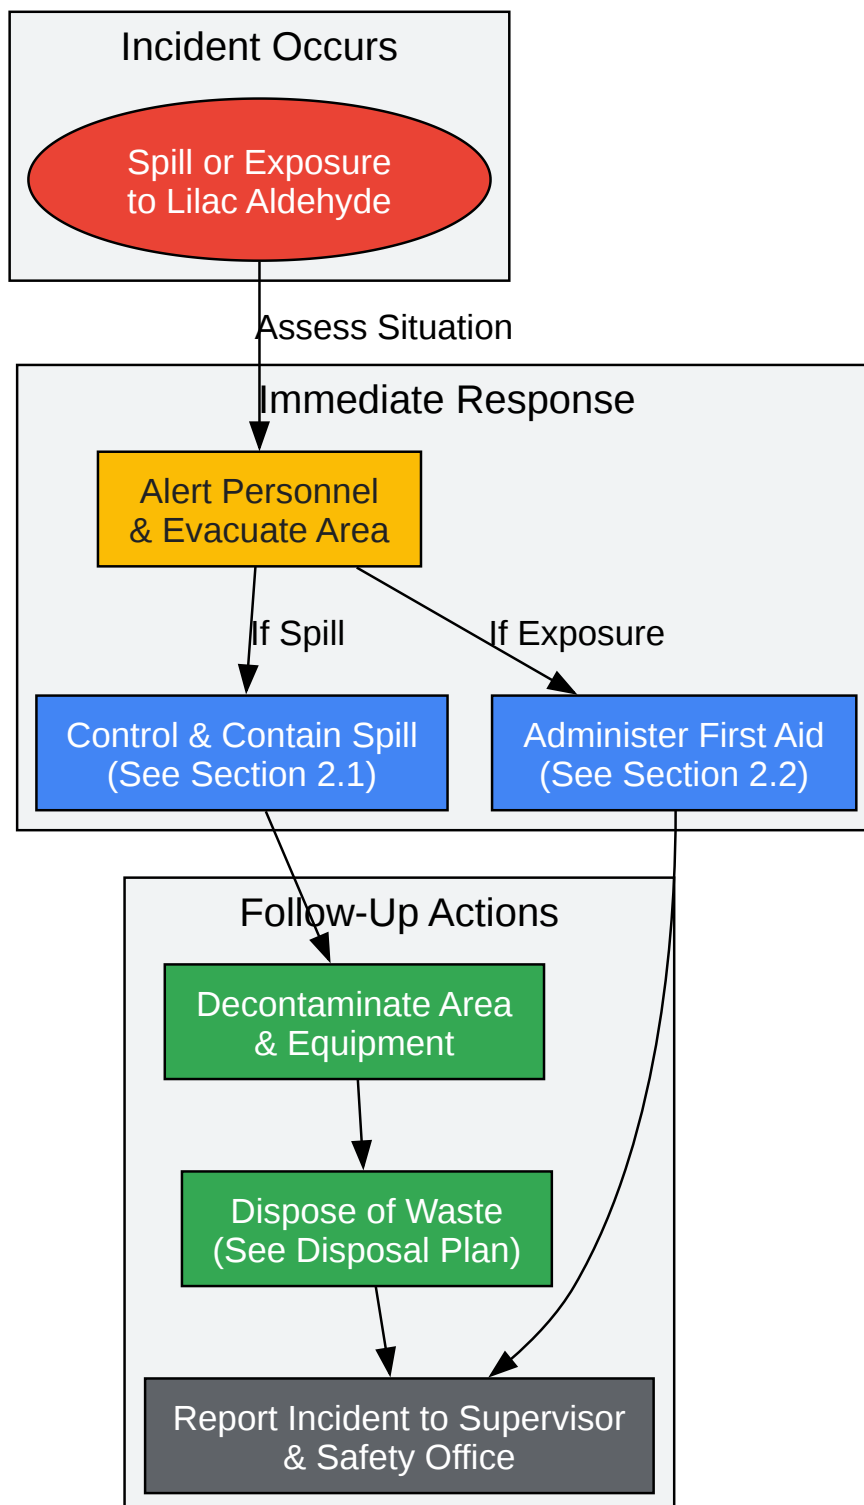 Incident Occurs
Spill or Exposure
to Lilac Aldehyde
Assess Situation
Immediate Response
Alert Personnel
& Evacuate Area
If Spill
If Exposure
Control & Contain Spill
(See Section 2.1)
Administer First Aid
(See Section 2.2)
Follow-Up Actions
Decontaminate Area
& Equipment
Dispose of Waste
(See Disposal Plan)
Report Incident to Supervisor
& Safety Office